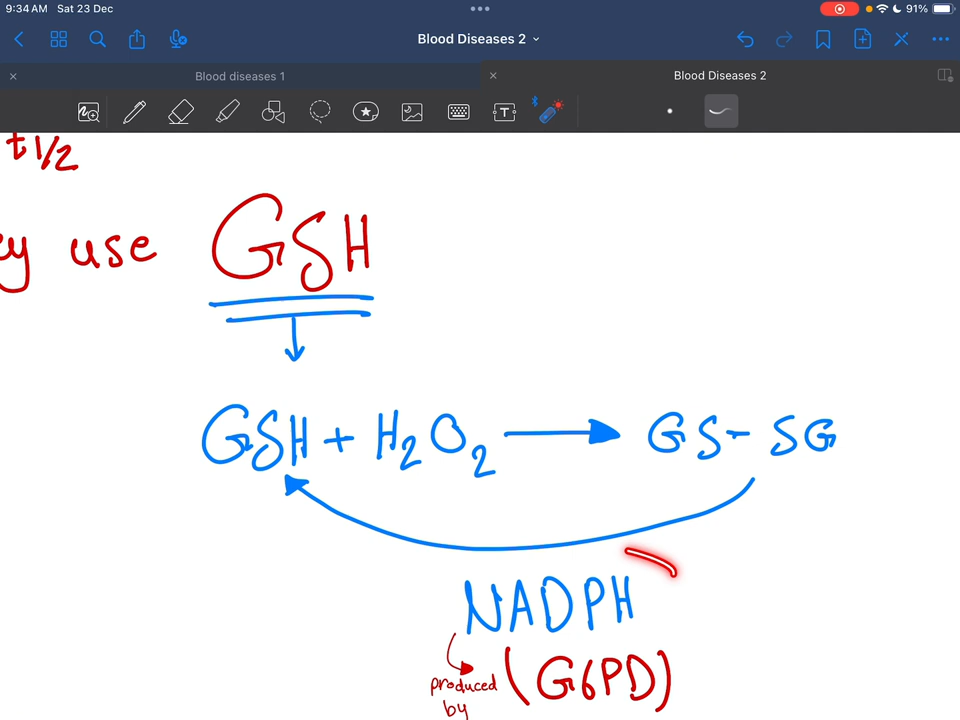 9:34 AM Sat 23 Dec 91%
Blood Diseases 2
Blood diseases 1
Blood Diseases 2
t1/2
use GSH
GSH + H2O2 → GS - SG
NADPH
produced by (G6PD)